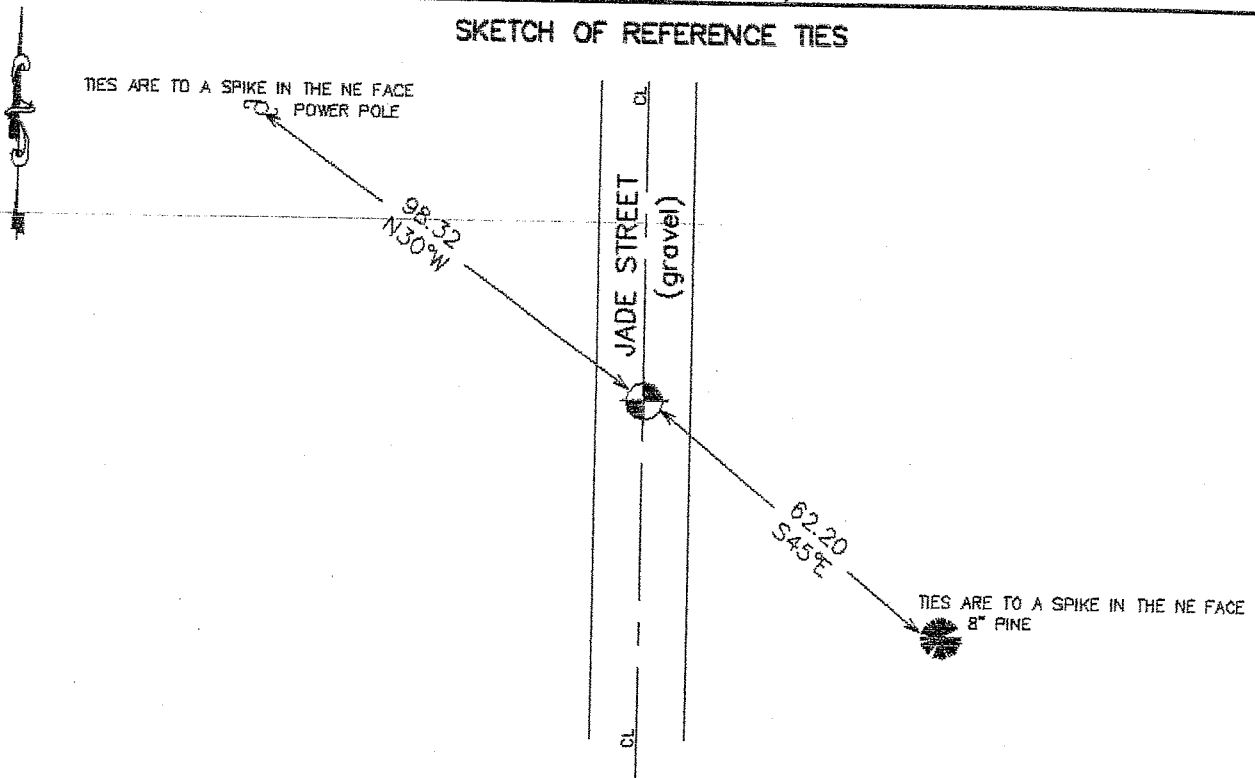 SKETCH OF REFERENCE TIES
TIES ARE TO A SPIKE IN THE NE FACE
POWER POLE
CL
98.32
N30°W
JADE STREET
(gravel)
62.20
S45°E
TIES ARE TO A SPIKE IN THE NE FACE
8" PINE
CL